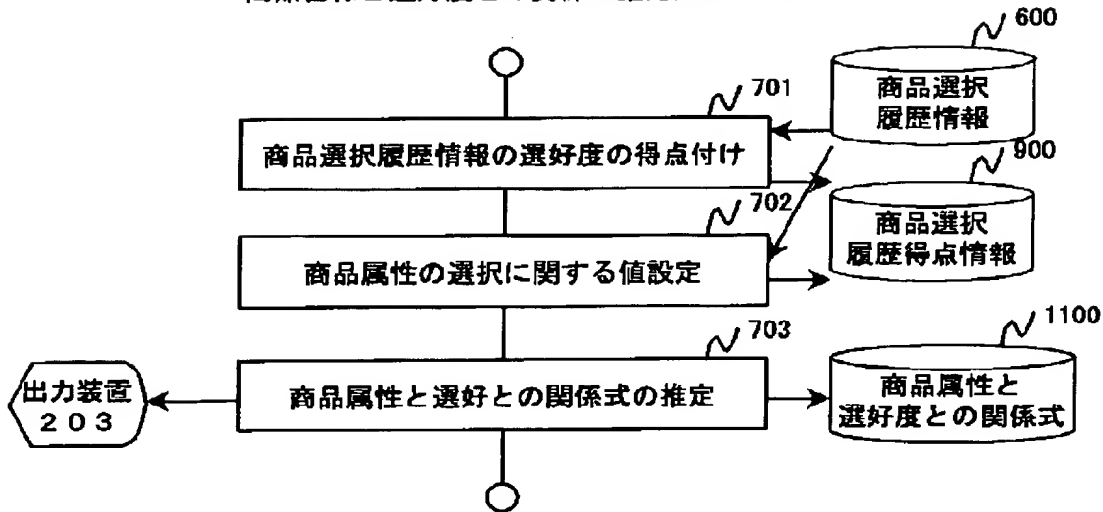 600
商品選択
履歴情報
701
商品選択履歴情報の選好度の得点付け
900
商品選択
履歴得点情報
702
商品属性の選択に関する値設定
703
商品属性と選好との関係式の推定
1100
商品属性と
選好度との関係式
出力装置
203